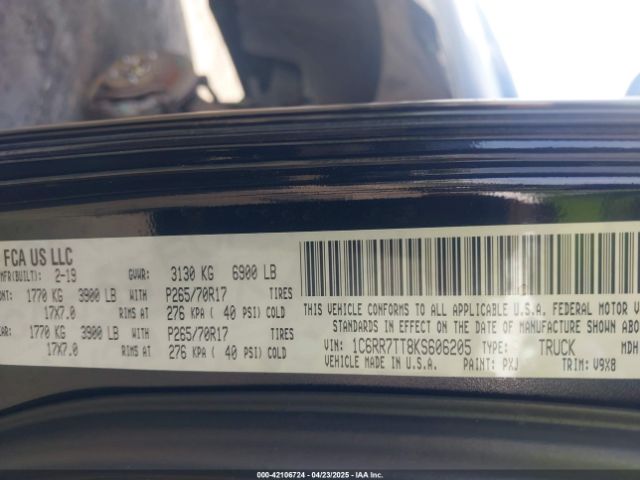 FCA US LLC
MFR(BUILT): 2-19 GVWR: 3130 KG 6900 LB
1770 KG 3900 LB WITH P265/70R17 TIRES
17X7.0 RIMS AT 276 KPA ( 40 PSI) COLD
1770 KG 3900 LB WITH P265/70R17 TIRES
17X7.0 RIMS AT 276 KPA ( 40 PSI) COLD
THIS VEHICLE CONFORMS TO ALL APPLICABLE U.S.A. FEDERAL MOTOR
STANDARDS IN EFFECT ON THE DATE OF MANUFACTURE SHOWN ABO
VIN: 1C6RR7TT8KS606205 TYPE: TRUCK MDH
VEHICLE MADE IN U.S.A. PAINT: PXJ TRIM: V9X8
000-42106724 - 04/23/2025 - IAA Inc.